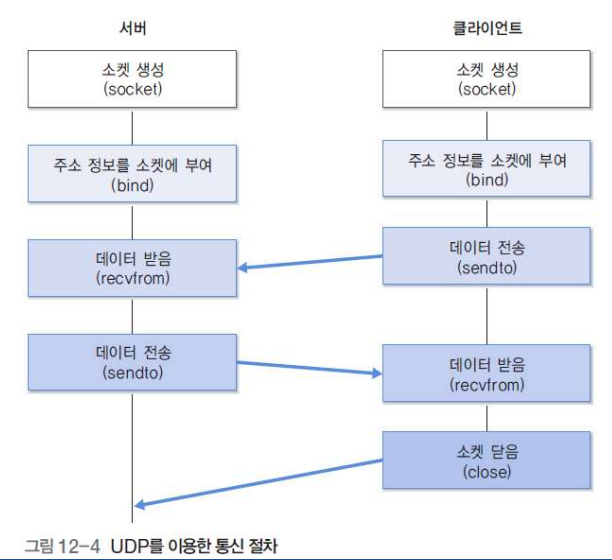 서버
클라이언트
소켓 생성
(socket)
소켓 생성
(socket)
주소 정보를 소켓에 부여
(bind)
주소 정보를 소켓에 부여
(bind)
데이터 받음
(recvfrom)
데이터 전송
(sendto)
데이터 전송
(sendto)
데이터 받음
(recvfrom)
소켓 닫음
(close)
그림 12-4 UDP를 이용한 통신 절차